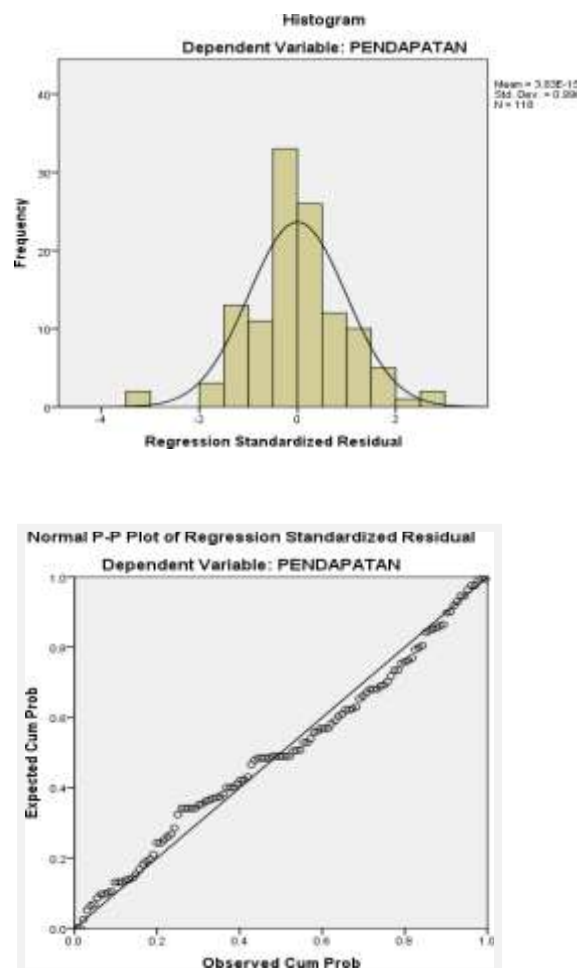 Histogram
Dependent Variable: PENDAPATAN
Std. Dev. =
N =
40
30
20
10
0
Frequency
-4 -2 0 2
Regression Standardized Residual
Normal P-P Plot of Regression Standardized Residual
Dependent Variable: PENDAPATAN
1.0
0.8
0.6
0.4
0.2
0.0
Expected Cum Prob
0.0 0.2 0.4 0.6 0.8 1.0
Observed Cum Prob